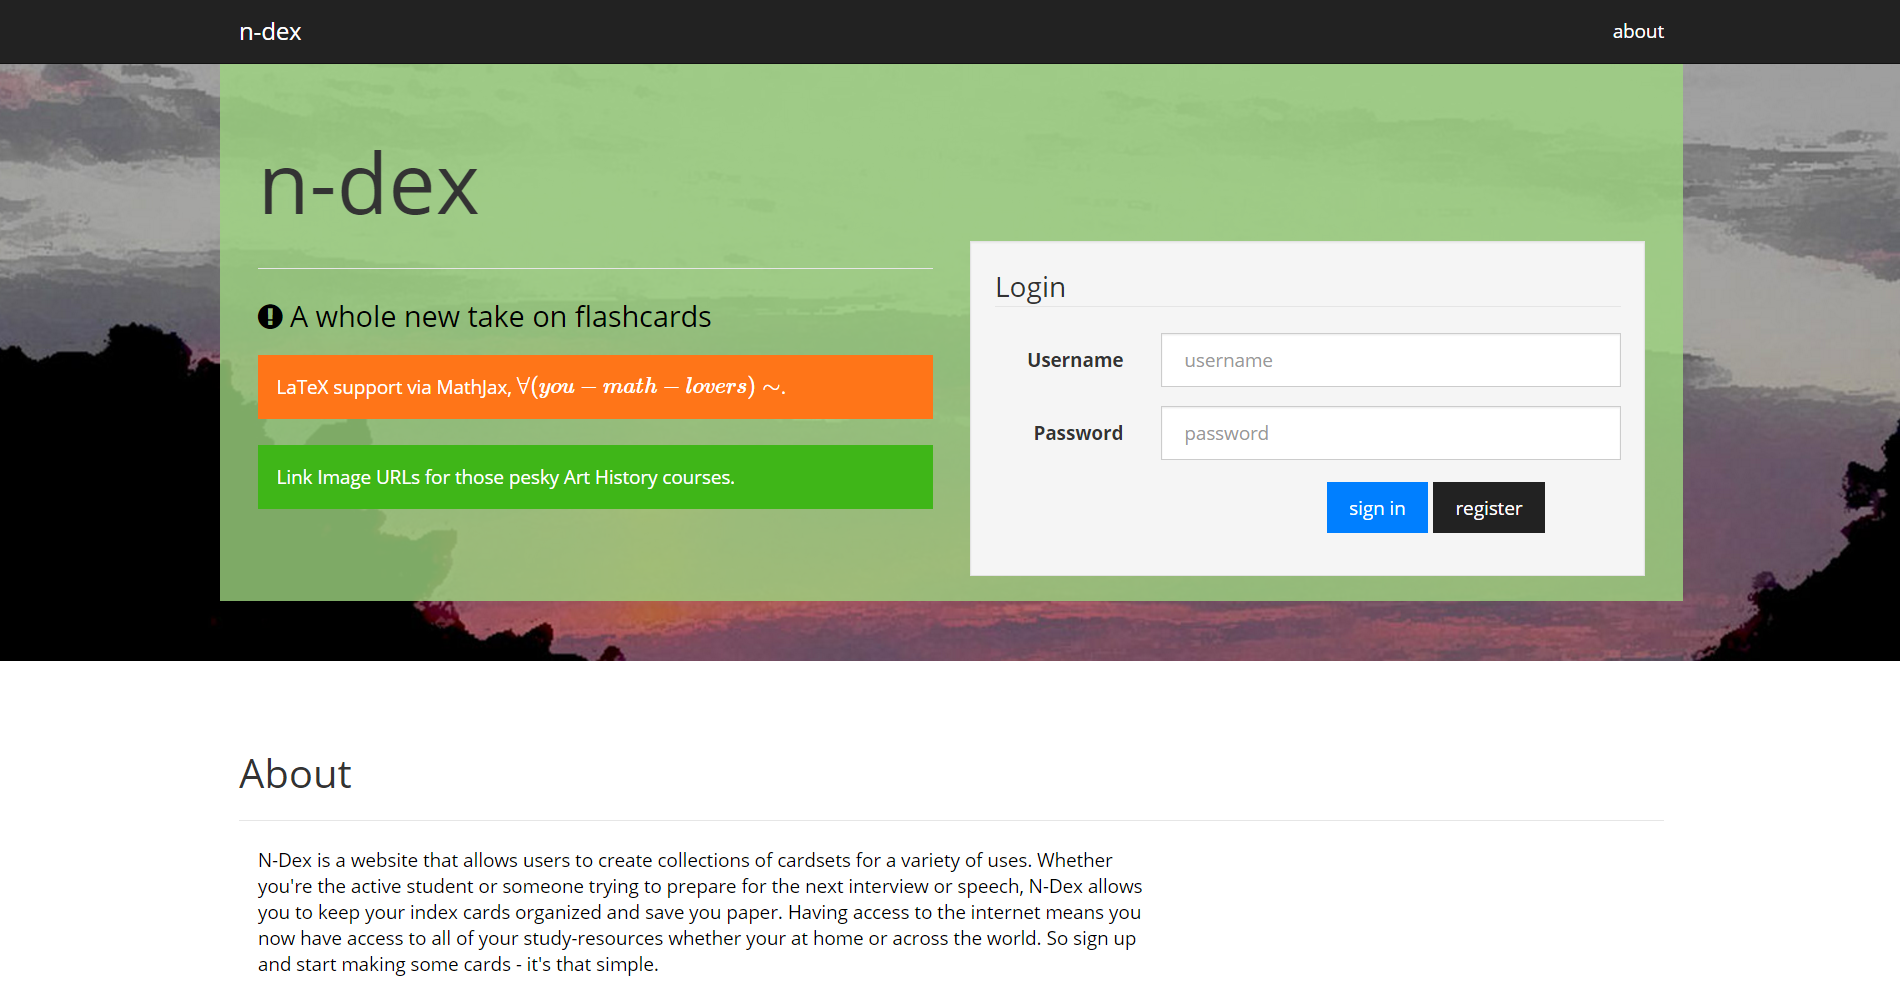 n-dex
about
n-dex
A whole new take on flashcards
LaTeX support via MathJax, ∀(you − math − lovers) ∼.
Link Image URLs for those pesky Art History courses.
Login
Username
username
Password
password
sign in
register
About
N-Dex is a website that allows users to create collections of cardsets for a variety of uses. Whether
you're the active student or someone trying to prepare for the next interview or speech, N-Dex allows
you to keep your index cards organized and save you paper. Having access to the internet means you
now have access to all of your study-resources whether your at home or across the world. So sign up
and start making some cards - it's that simple.